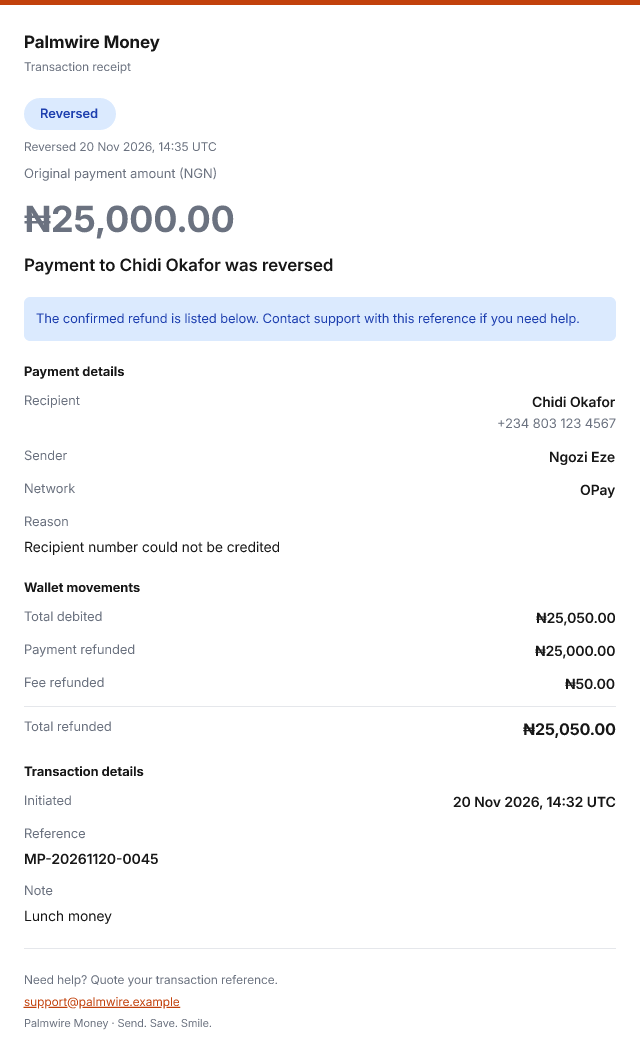 Palmwire Money
Transaction receipt
Reversed
Reversed 20 Nov 2026, 14:35 UTC
Original payment amount (NGN)
₦25,000.00
Payment to Chidi Okafor was reversed
The confirmed refund is listed below. Contact support with this reference if you need help.
Payment details
Recipient Chidi Okafor
+234 803 123 4567
Sender Ngozi Eze
Network OPay
Reason
Recipient number could not be credited
Wallet movements
Total debited ₦25,050.00
Payment refunded ₦25,000.00
Fee refunded ₦50.00
Total refunded ₦25,050.00
Transaction details
Initiated 20 Nov 2026, 14:32 UTC
Reference
MP-20261120-0045
Note
Lunch money
Need help? Quote your transaction reference.
support@palmwire.example
Palmwire Money · Send. Save. Smile.